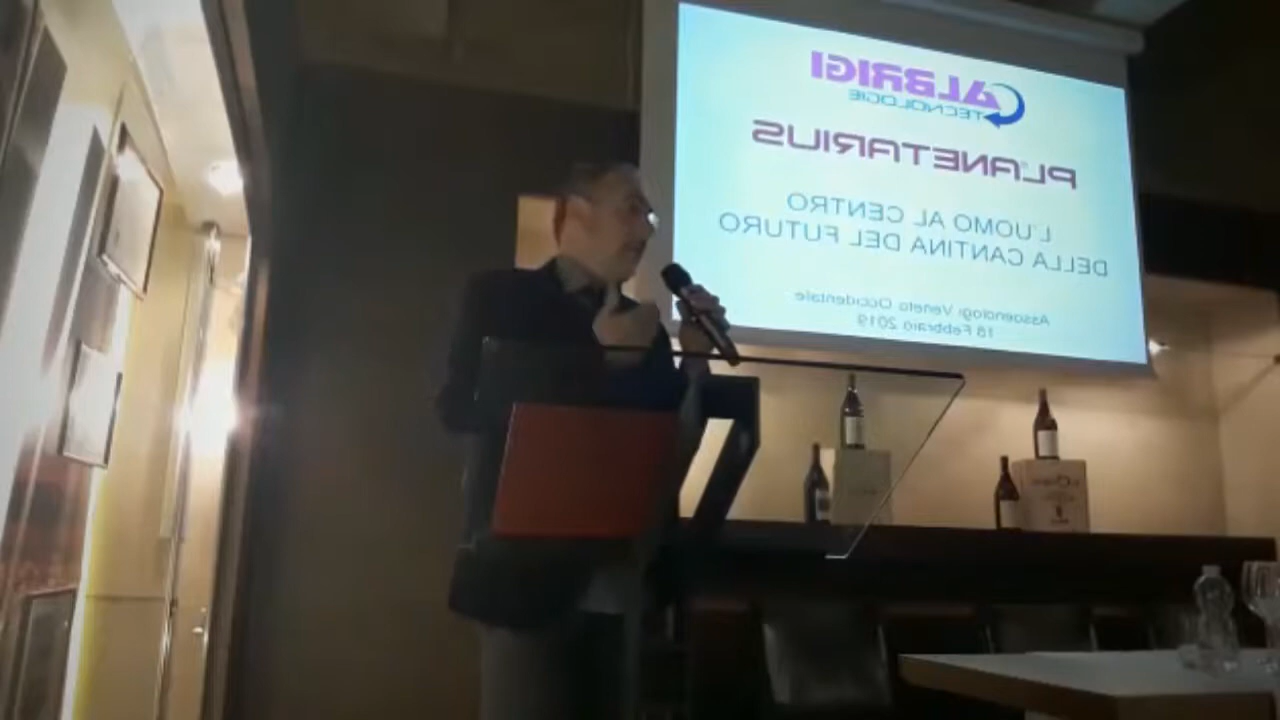 ALBRIGI
TECNOLOGIE
PLANETARIUS
L'UOMO AL CENTRO
DELLA CANTINA DEL FUTURO
Assoenologi Veneto Occidentale
18 Febbraio 2019